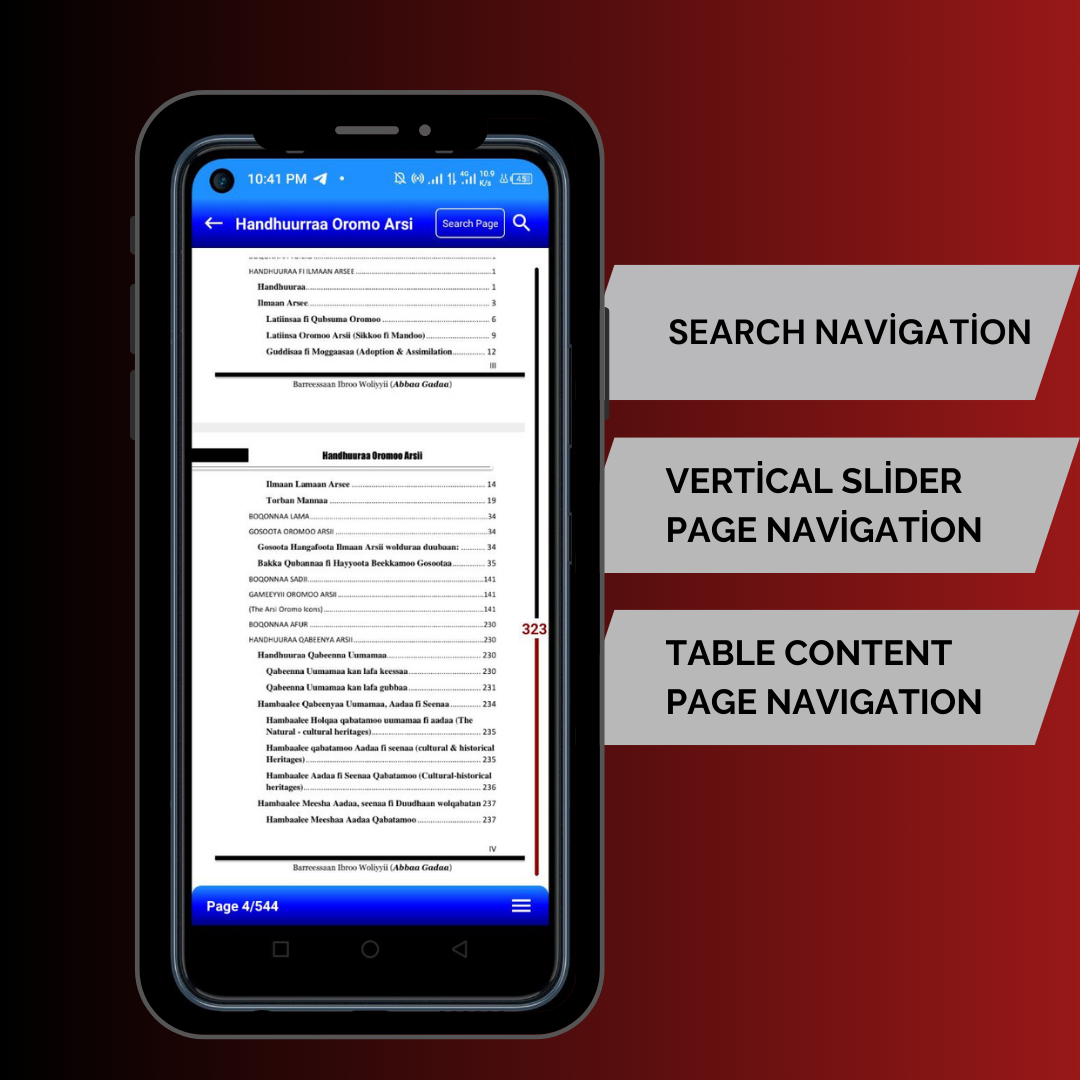 10:41 PM
4G
10.9
K/s
45
Handhuurraa Oromo Arsi
Search Page
HANDHUURAA FI ILMAAN ARSEE ........ 1
Handhuuraa ........ 1
Ilmaan Arsee ........ 3
Latiinsaa fi Qubsuma Oromoo ........ 6
Latiinsa Oromoo Arsii (Sikkoo fi Mandoo) ........ 9
Guddisaa fi Moggaasaa (Adoption & Assimilation ........ 12
III
Barreessaan Ibroo Woliyyii (Abbaa Gadaa)
Handhuuraa Oromoo Arsii
Ilmaan Lamaan Arsee ........ 14
Torban Mannaa ........ 19
BOQONNAA LAMA ........ 34
GOSOOTA OROMOO ARSII ........ 34
Gosoota Hangafoota Ilmaan Arsii wolduraa duubaan: ........ 34
Bakka Qubannaa fi Hayyoota Beekkamoo Gosootaa ........ 35
BOQONNAA SADII ........ 141
GAMEEYYII OROMOO ARSII ........ 141
(The Arsi Oromo Icons) ........ 141
BOQONNAA AFUR ........ 230
HANDHUURAA QABEENYA ARSII ........ 230
Handhuuraa Qabeenna Uumamaa ........ 230
Qabeenna Uumamaa kan lafa keessaa ........ 230
Qabeenna Uumamaa kan lafa gubbaa ........ 231
Hambaalee Qabeenyaa Uumamaa, Aadaa fi Seenaa ........ 234
Hambaalee Holqaa qabatamoo uumamaa fi aadaa (The
Natural - cultural heritages) ........ 235
Hambaalee qabatamoo Aadaa fi seenaa (cultural & historical
Heritages) ........ 235
Hambaalee Aadaa fi Seenaa Qabatamoo (Cultural-historical
heritages) ........ 236
Hambaalee Meesha Aadaa, seenaa fi Duudhaan wolqabatan 237
Hambaalee Meeshaa Aadaa Qabatamoo ........ 237
IV
Barreessaan Ibroo Woliyyii (Abbaa Gadaa)
323
Page 4/544
SEARCH NAVİGATİON
VERTİCAL SLİDER
PAGE NAVİGATİON
TABLE CONTENT
PAGE NAVIGATION